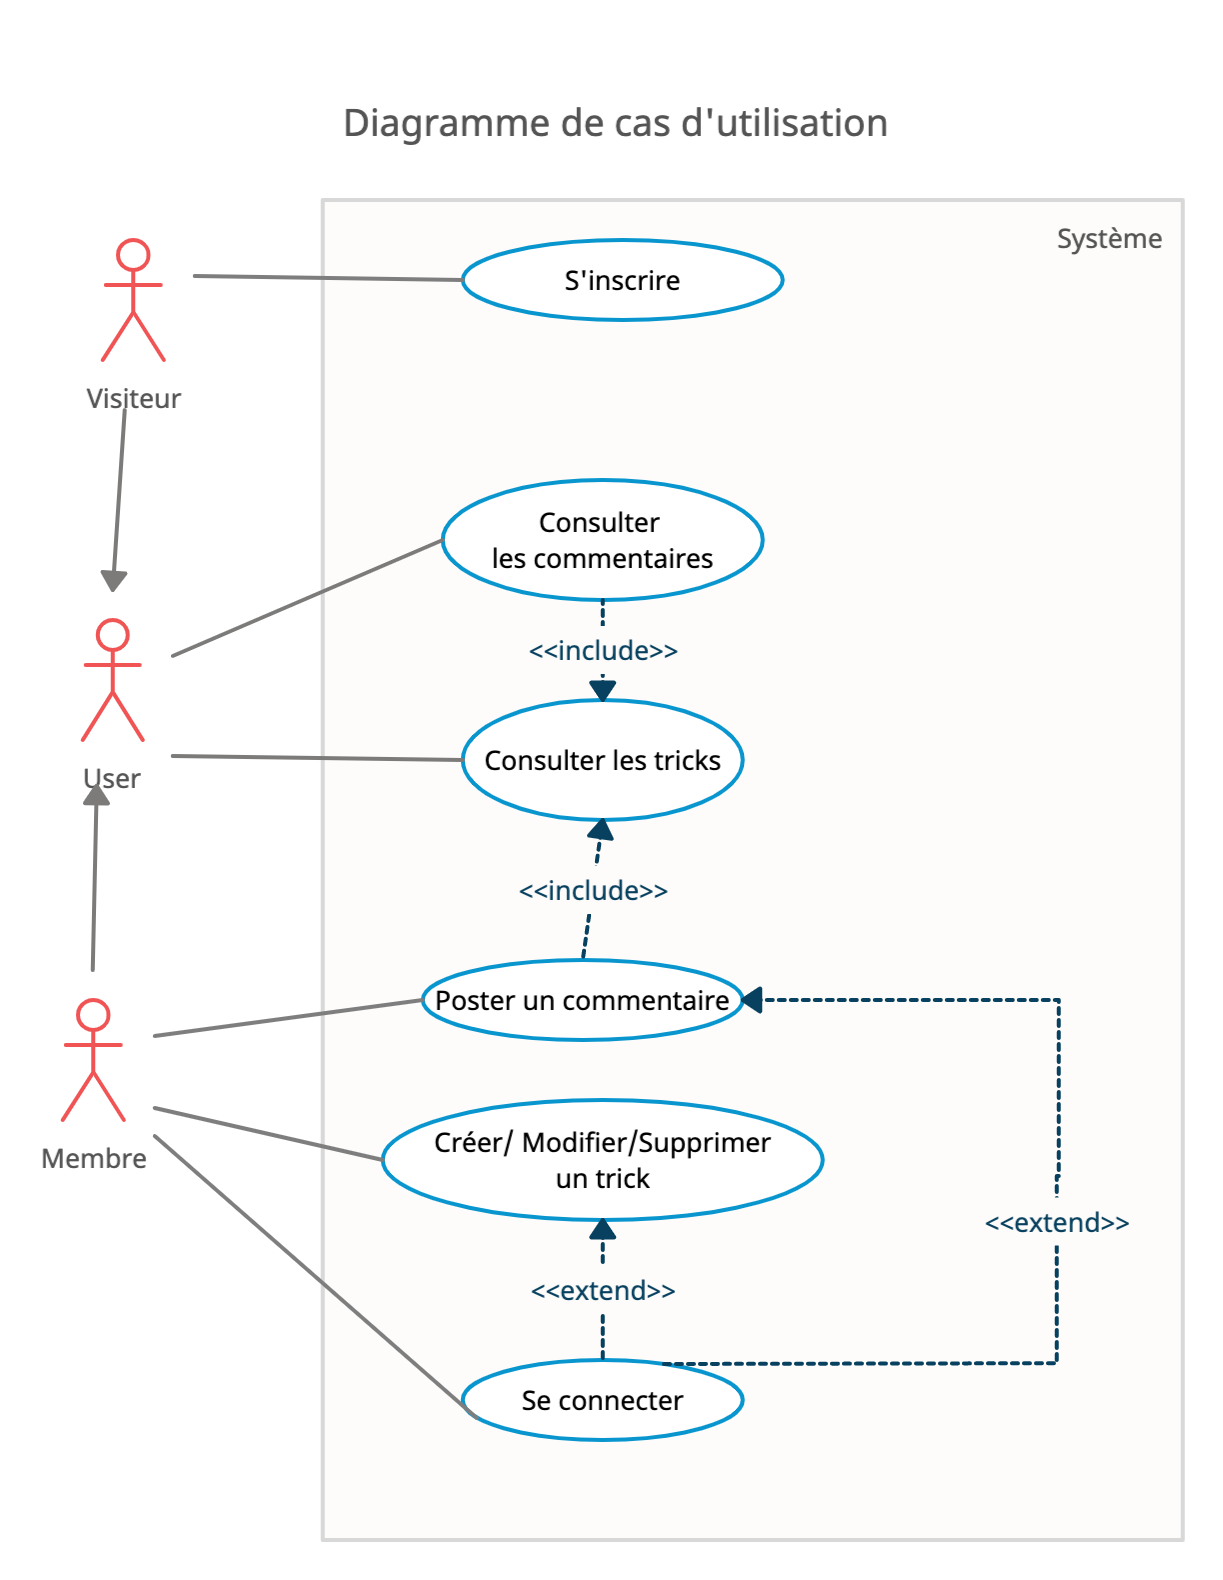 Diagramme de cas d'utilisation
Système
S'inscrire
Visiteur
Consulter
les commentaires
<<include>>
Consulter les tricks
User
<<include>>
Poster un commentaire
Créer/ Modifier/Supprimer
un trick
Membre
<<extend>>
<<extend>>
Se connecter